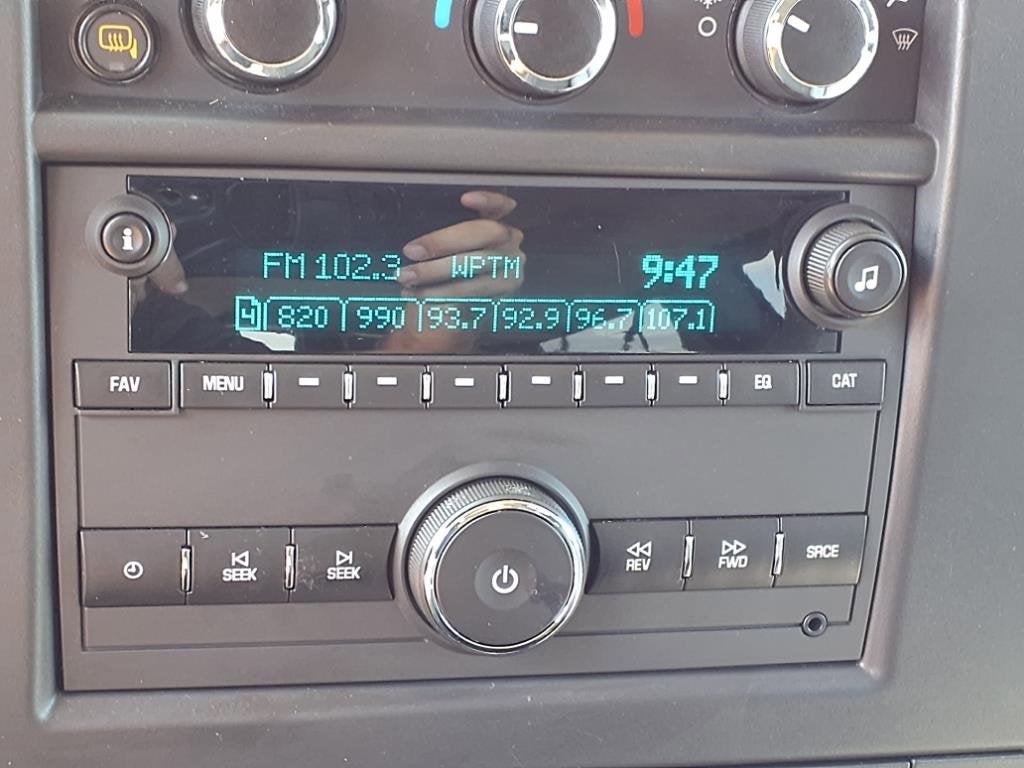 i
FM 102.3 WPTM 9:47
4 820 990 93.7 92.9 96.7 107.1
FAV MENU EQ CAT
SEEK SEEK REV FWD SRCE